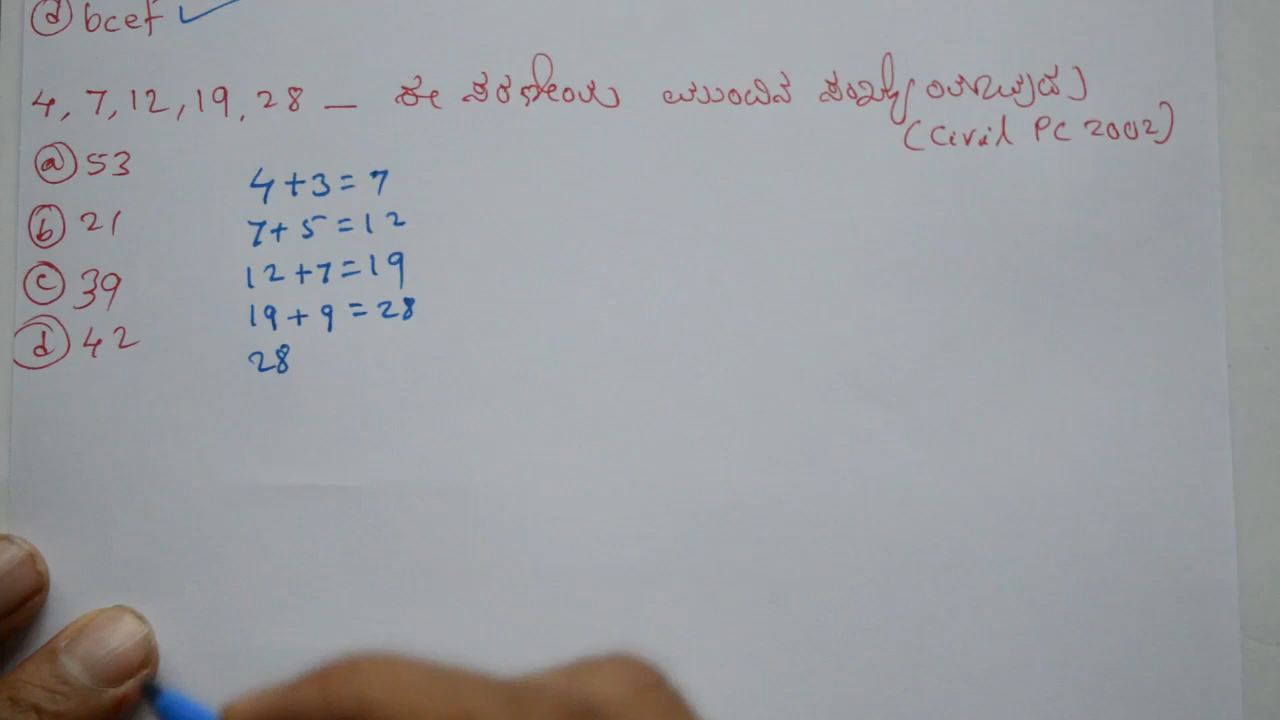 ⓓ bcef ✓
4, 7, 12, 19, 28 — ಈ ಸರಣಿಯ ಮುಂದಿನ ಸಂಖ್ಯೆ
(Civil PC 2002)
ⓐ 53
ⓑ 21
ⓒ 39
ⓓ 42
4 + 3 = 7
7 + 5 = 12
12 + 7 = 19
19 + 9 = 28
28